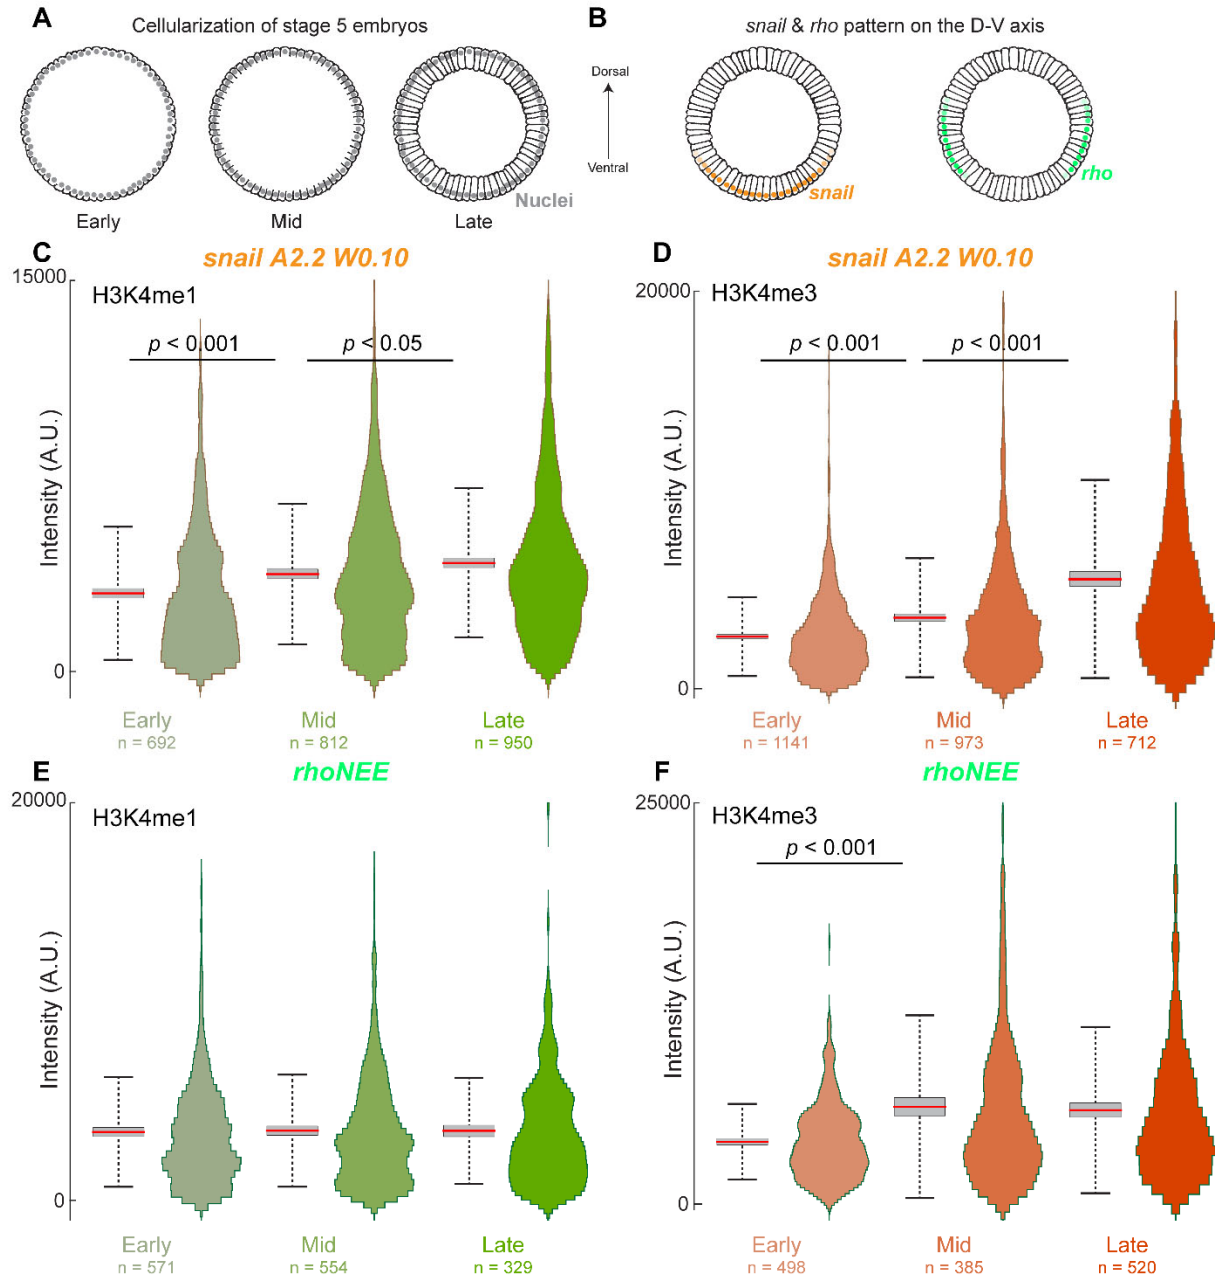 A
Cellularization of stage 5 embryos
Early
Mid
Late
Nuclei
B
snail & rho pattern on the D-V axis
Dorsal
Ventral
snail
rho
C
snail A2.2 W0.10
15000
H3K4me1
p < 0.001
p < 0.05
Intensity (A.U.)
0
Early
n = 692
Mid
n = 812
Late
n = 950
D
snail A2.2 W0.10
20000
H3K4me3
p < 0.001
p < 0.001
Intensity (A.U.)
0
Early
n = 1141
Mid
n = 973
Late
n = 712
E
rhoNEE
20000
H3K4me1
Intensity (A.U.)
0
Early
n = 571
Mid
n = 554
Late
n = 329
F
rhoNEE
25000
H3K4me3
p < 0.001
Intensity (A.U.)
0
Early
n = 498
Mid
n = 385
Late
n = 520